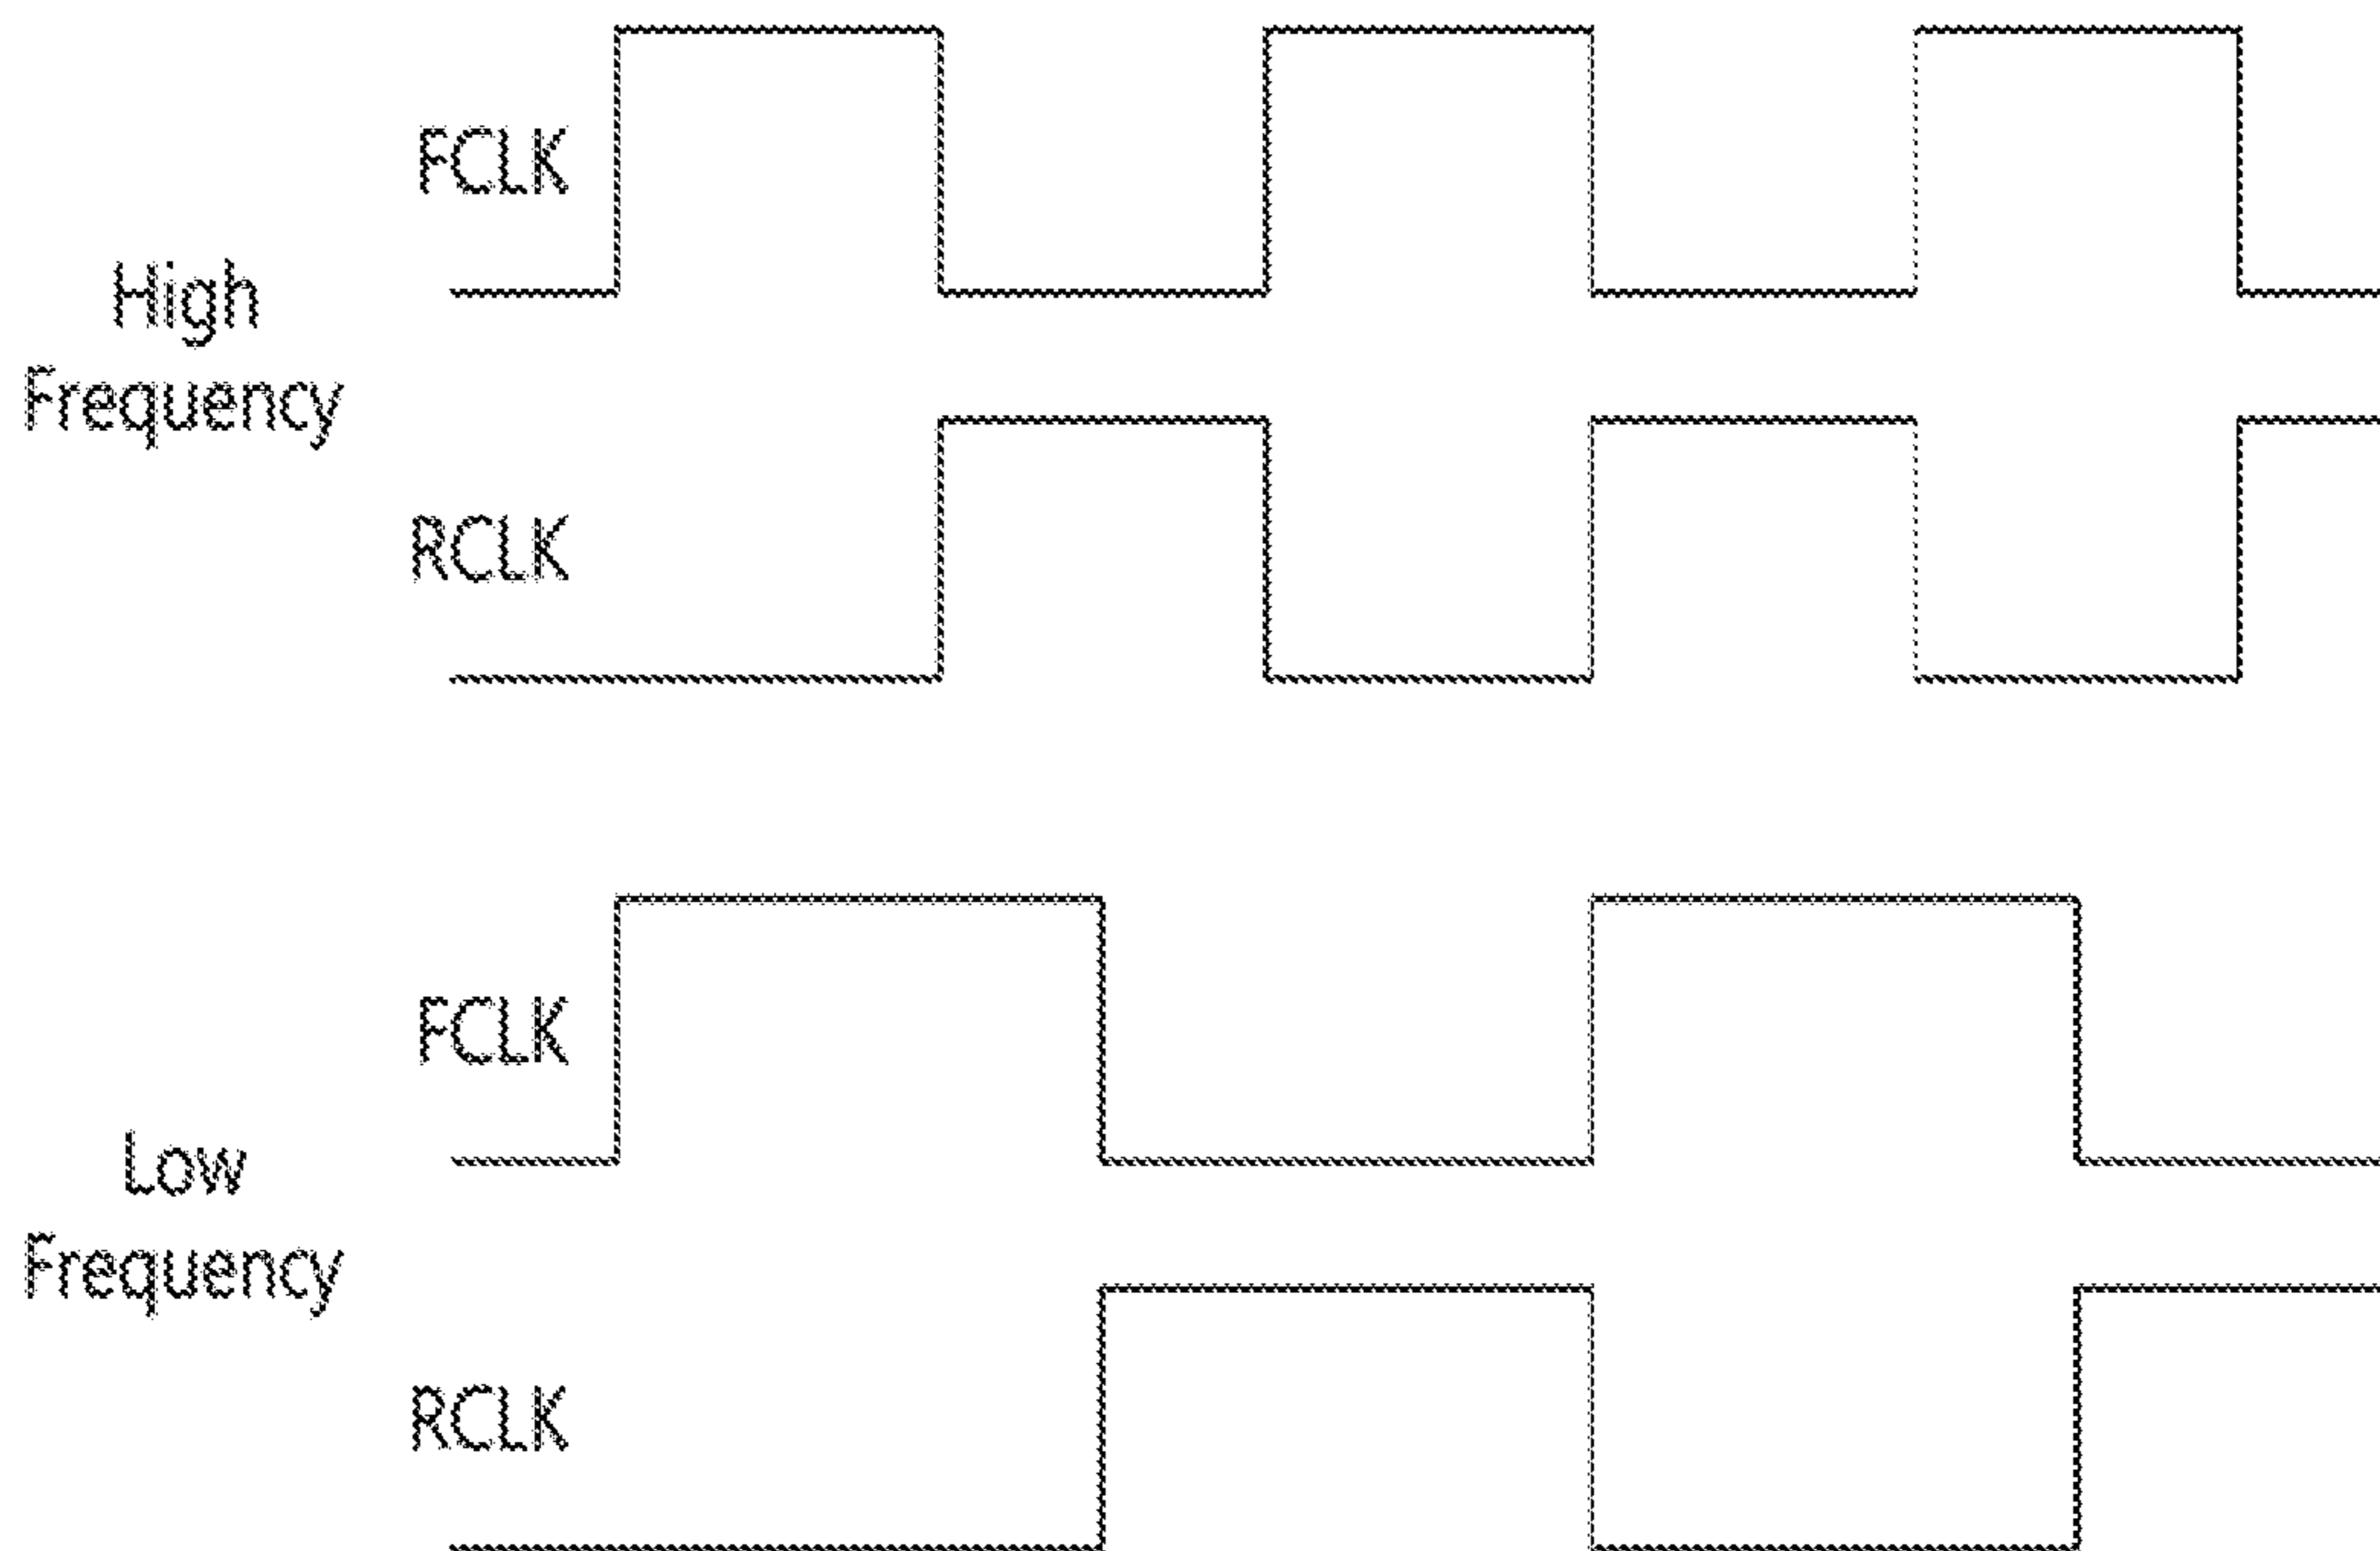 FCLK
High
Frequency
RCLK
FCLK
Low
Frequency
RCLK